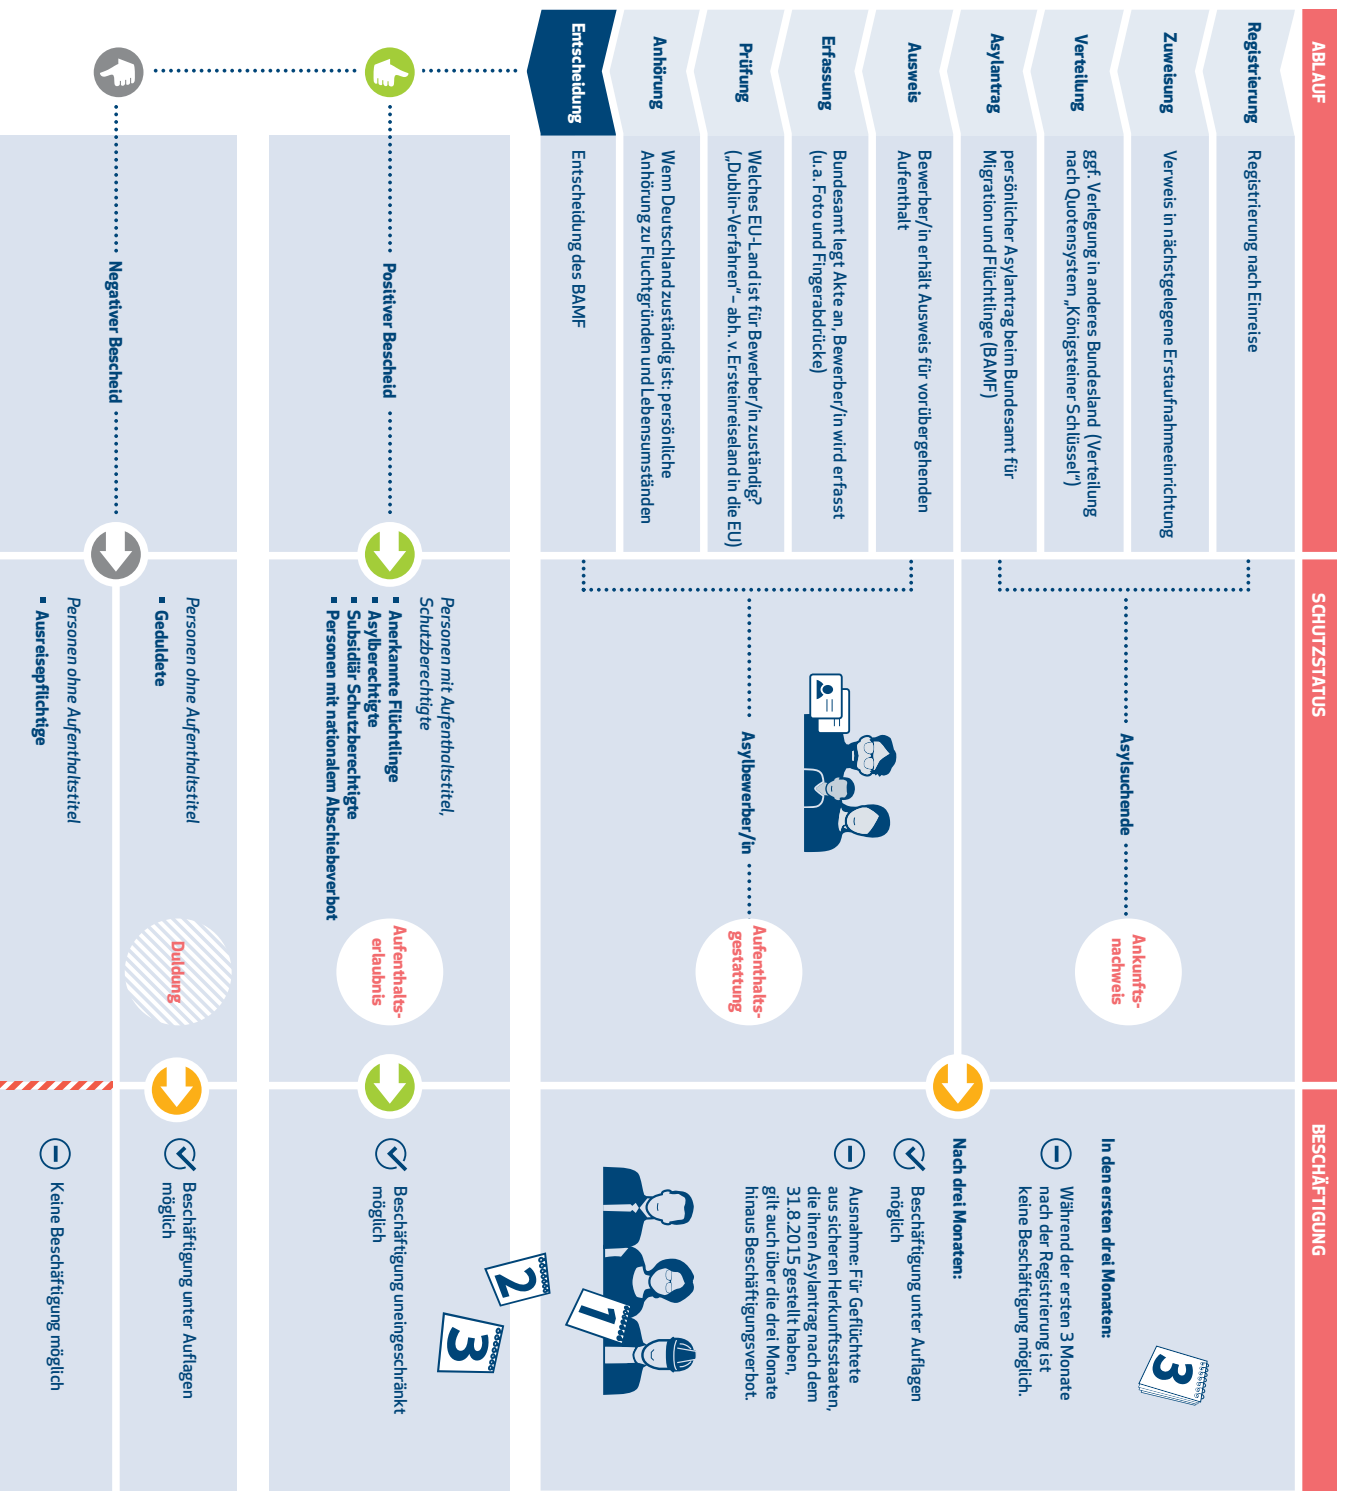 ABLAUF
SCHUTZSTATUS
BESCHÄFTIGUNG
Registrierung
Registrierung nach Einreise
Zuweisung
Verweis in nächstgelegene Erstaufnahmeeinrichtung
Verteilung
ggf. Verlegung in anderes Bundesland (Verteilung
nach Quotensystem „Königsteiner Schlüssel“)
Asylantrag
persönlicher Asylantrag beim Bundesamt für
Migration und Flüchtlinge (BAMF)
Ausweis
Bewerber/in erhält Ausweis für vorübergehenden
Aufenthalt
Erfassung
Bundesamt legt Akte an, Bewerber/in wird erfasst
(u.a. Foto und Fingerabdrücke)
Prüfung
Welches EU-Land ist für Bewerber/in zuständig?
(„Dublin-Verfahren“ – abh. v. Ersteinreiseland in die EU)
Anhörung
Wenn Deutschland zuständig ist: persönliche
Anhörung zu Fluchtgründen und Lebensumständen
Entscheidung
Entscheidung des BAMF
Asylsuchende
Ankunfts-
nachweis
Asylbewerber/in
Aufenthalts-
gestattung
In den ersten drei Monaten:
Während der ersten 3 Monate
nach der Registrierung ist
keine Beschäftigung möglich.
3
Nach drei Monaten:
Beschäftigung unter Auflagen
möglich
Ausnahme: Für Geflüchtete
aus sicheren Herkunftsstaaten,
die ihren Asylantrag nach dem
31.8.2015 gestellt haben,
gilt auch über die drei Monate
hinaus Beschäftigungsverbot.
1
2
3
Positiver Bescheid
Personen mit Aufenthaltstitel,
Schutzberechtigte
▪ Anerkannte Flüchtlinge
▪ Asylberechtigte
▪ Subsidiär Schutzberechtigte
▪ Personen mit nationalem Abschiebeverbot
Aufenthalts-
erlaubnis
Beschäftigung uneingeschränkt
möglich
Nogativer Bescheid
Personen ohne Aufenthaltstitel
▪ Geduldete
Duldung
Beschäftigung unter Auflagen
möglich
Personen ohne Aufenthaltstitel
▪ Ausreisepflichtige
Keine Beschäftigung möglich